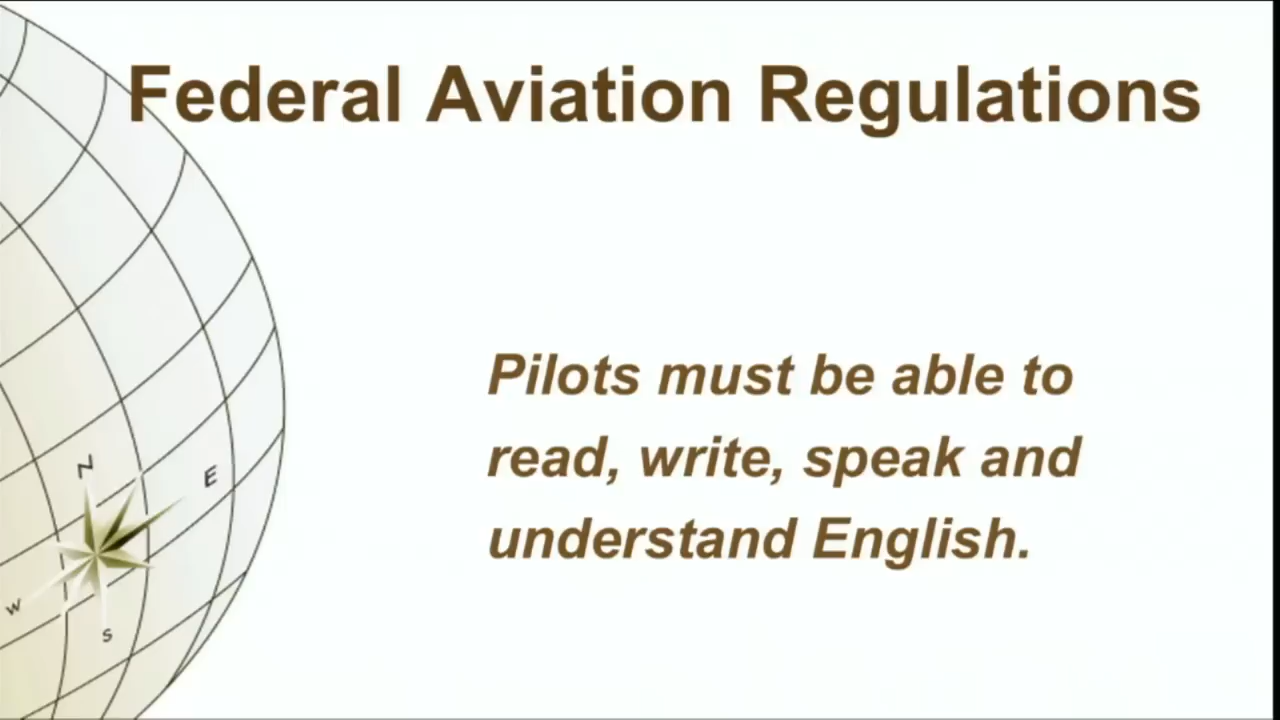 Federal Aviation Regulations
Pilots must be able to
read, write, speak and
understand English.
N
E
W
S